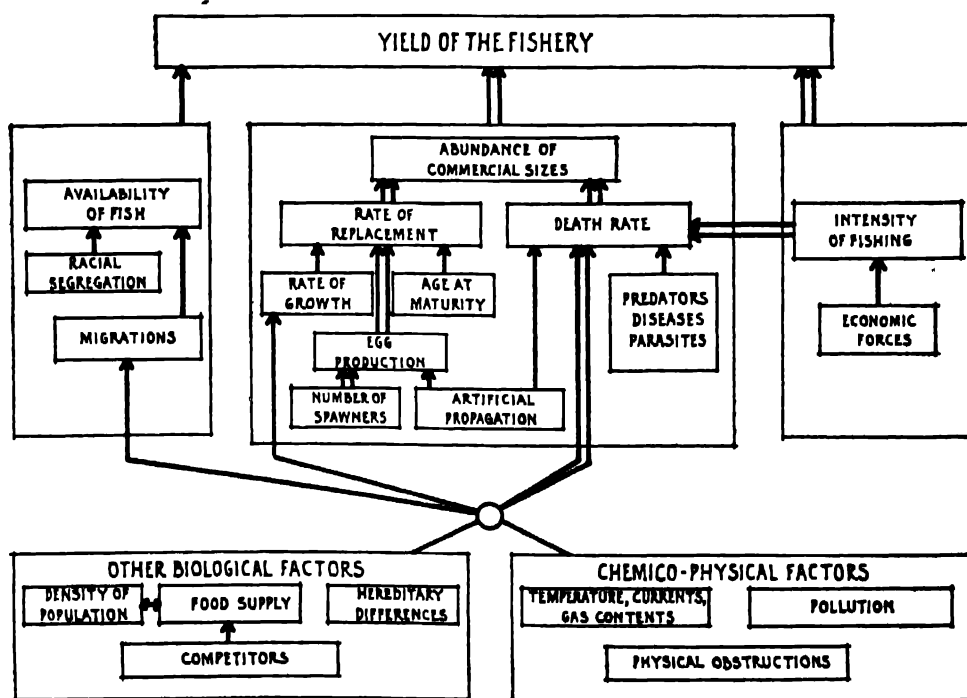 YIELD OF THE FISHERY
AVAILABILITY
OF FISH
RACIAL
SEGREGATION
MIGRATIONS
ABUNDANCE OF
COMMERCIAL SIZES
RATE OF
REPLACEMENT
DEATH RATE
RATE OF
GROWTH
AGE AT
MATURITY
EGG
PRODUCTION
NUMBER OF
SPAWNERS
ARTIFICIAL
PROPAGATION
PREDATORS
DISEASES
PARASITES
INTENSITY
OF FISHING
ECONOMIC
FORCES
OTHER BIOLOGICAL FACTORS
DENSITY OF
POPULATION
FOOD SUPPLY
HEREDITARY
DIFFERENCES
COMPETITORS
CHEMICO-PHYSICAL FACTORS
TEMPERATURE, CURRENTS,
GAS CONTENTS
POLLUTION
PHYSICAL OBSTRUCTIONS